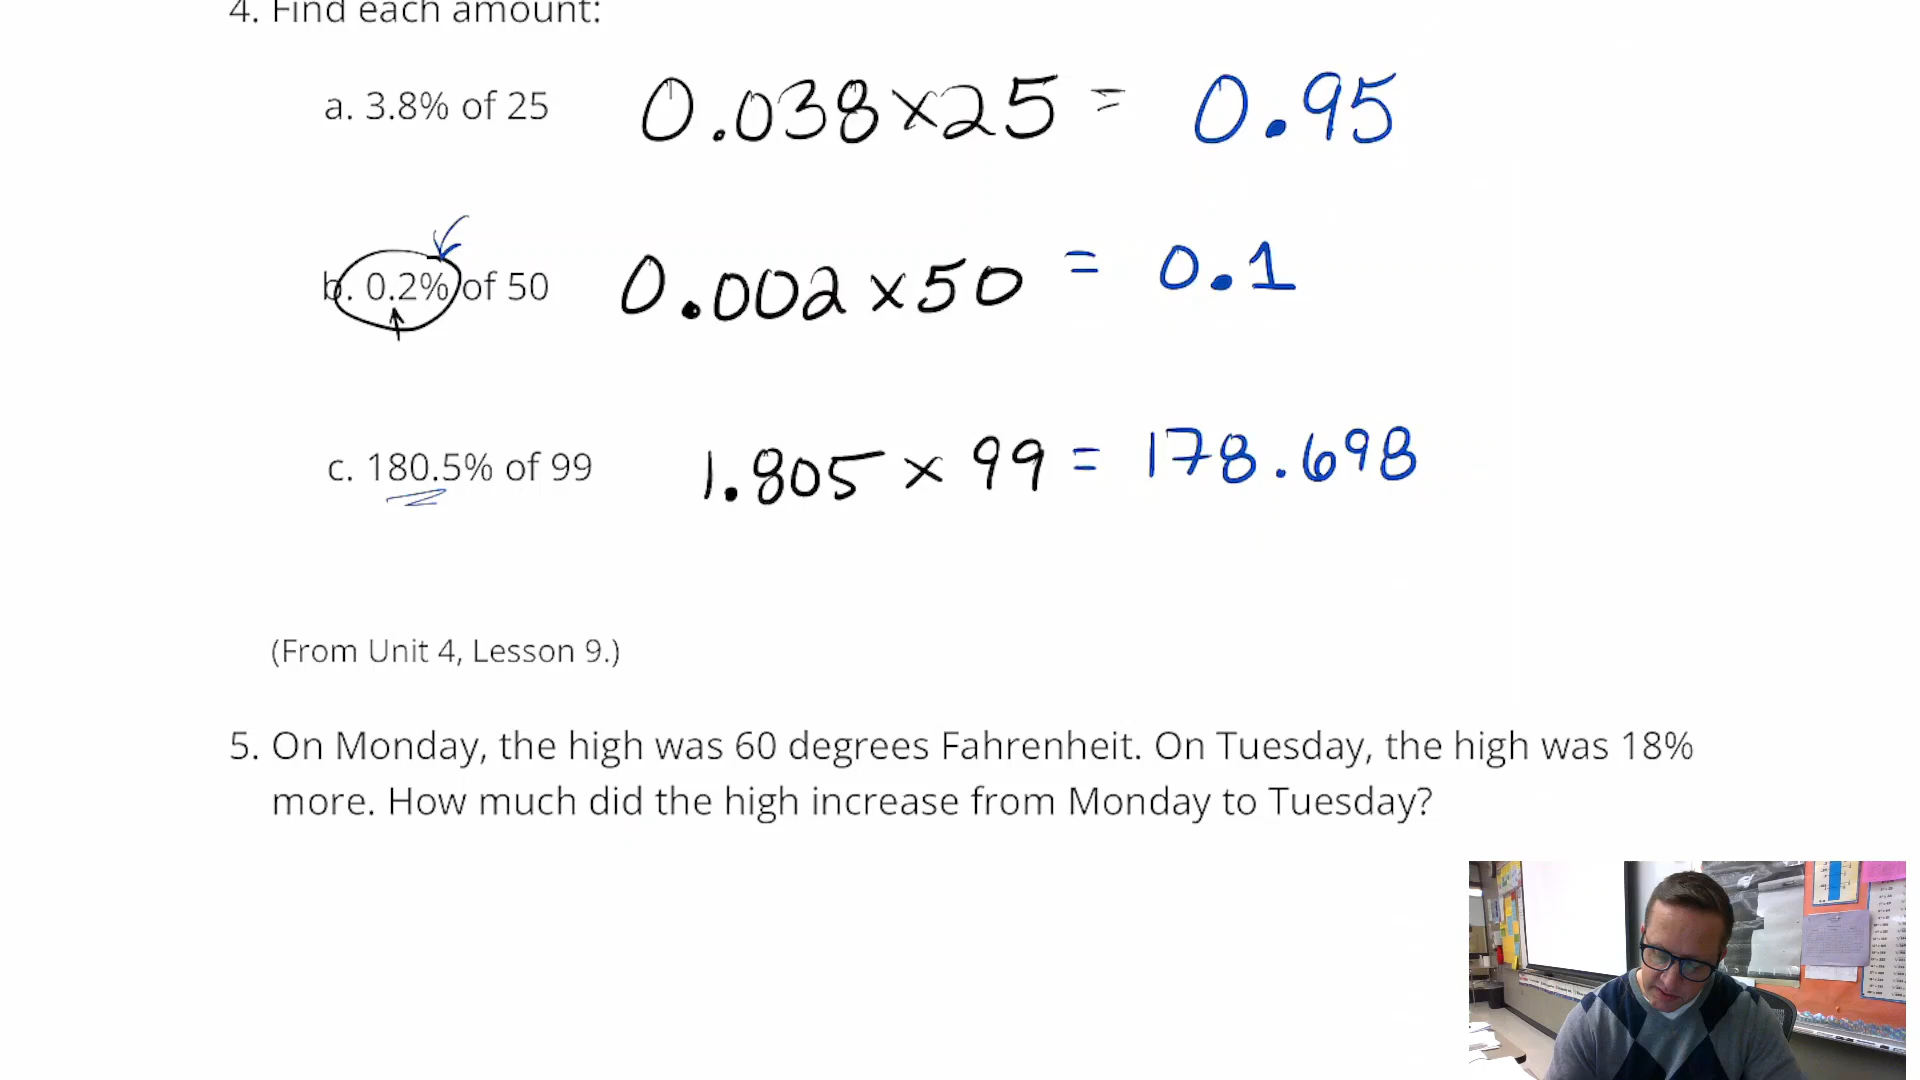 4. Find each amount:
a. 3.8% of 25 0.038×25 = 0.95
b. 0.2% of 50 0.002×50 = 0.1
c. 180.5% of 99 1.805 × 99 = 178.698
(From Unit 4, Lesson 9.)
5. On Monday, the high was 60 degrees Fahrenheit. On Tuesday, the high was 18%
more. How much did the high increase from Monday to Tuesday?